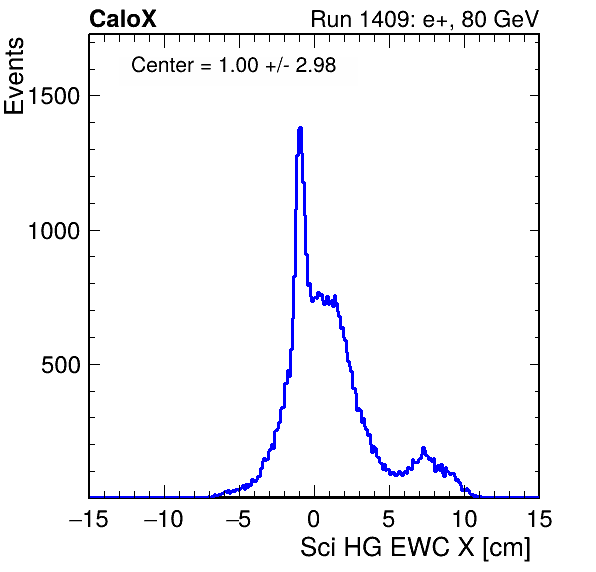 CaloX Run 1409: e+, 80 GeV
Events
Center = 1.00 +/- 2.98
1500
1000
500
−15 −10 −5 0 5 10 15
Sci HG EWC X [cm]